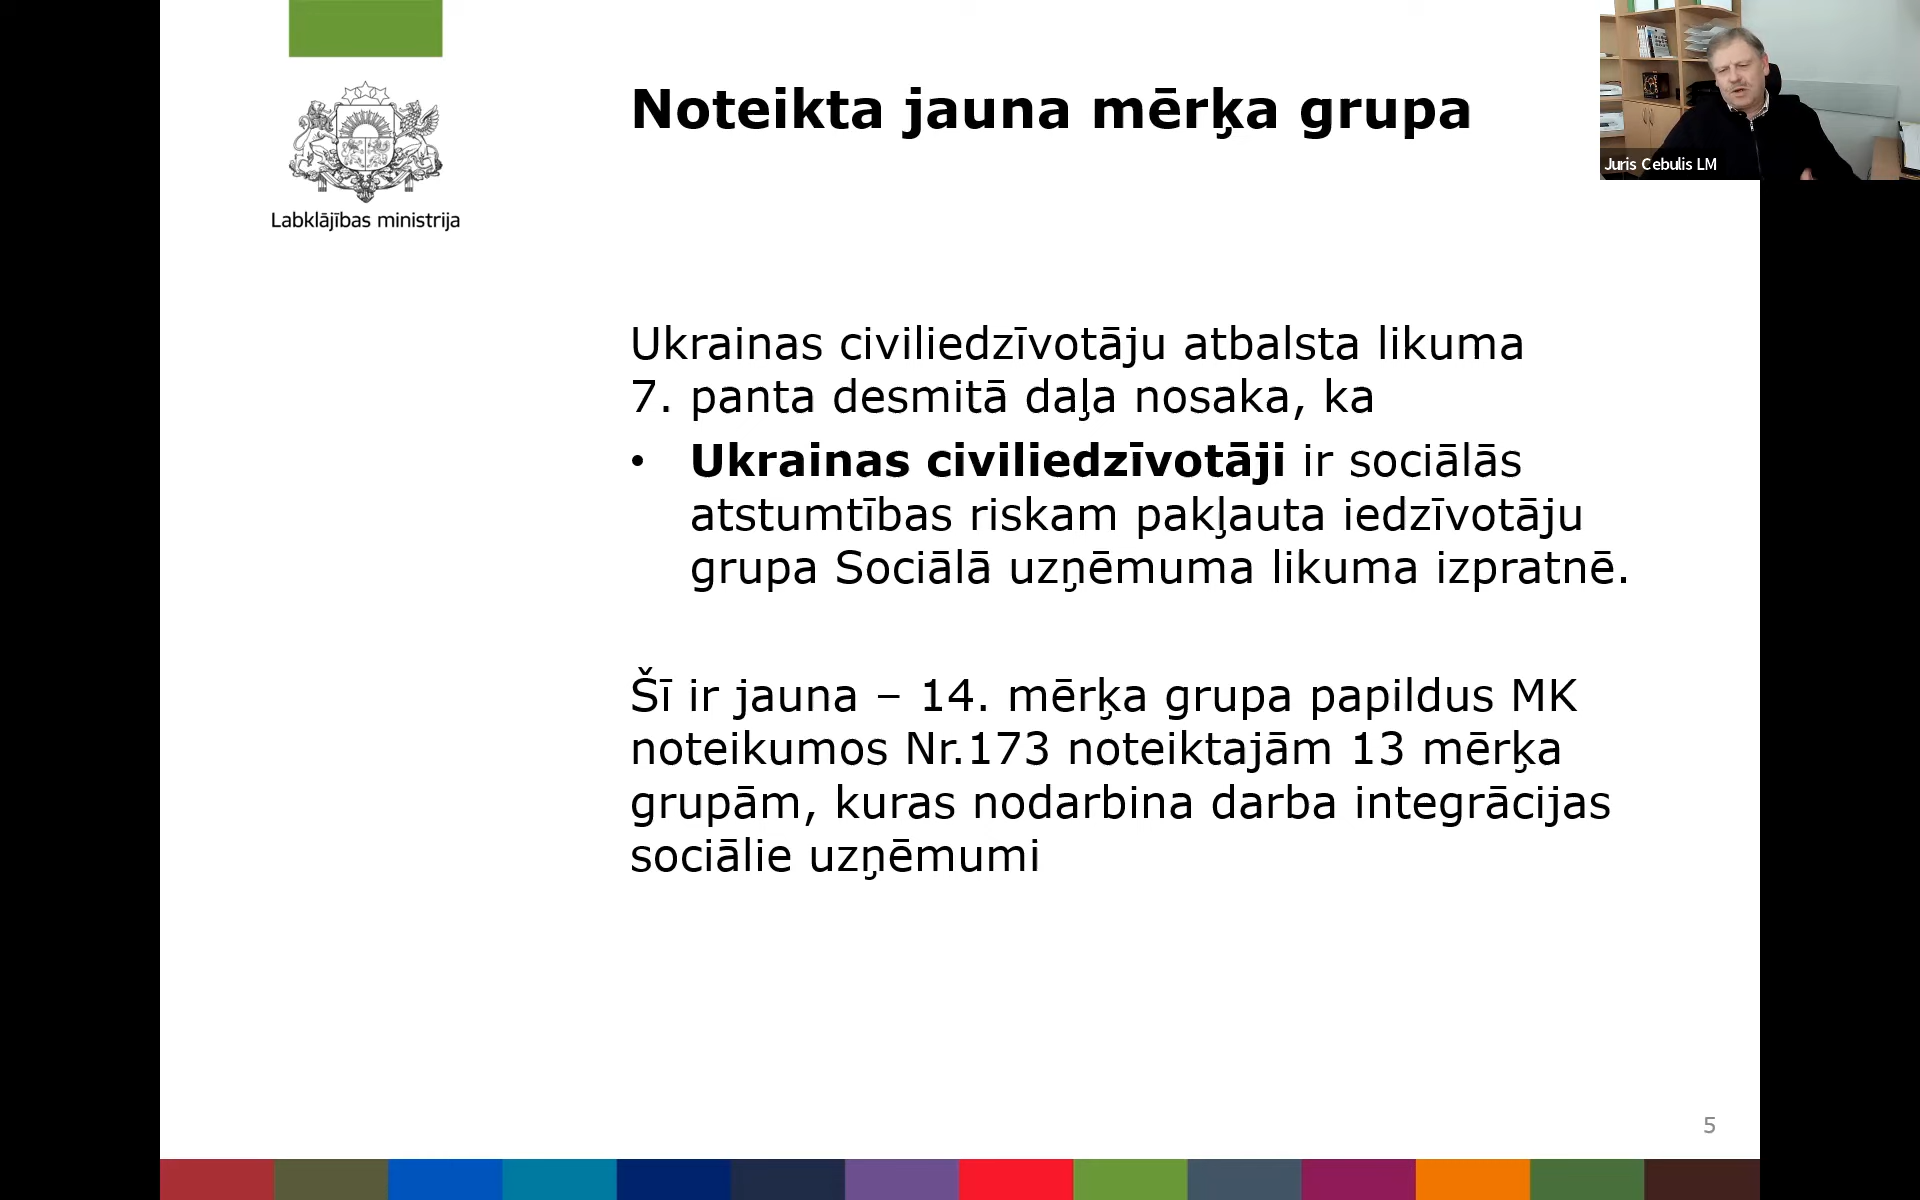 Noteikta jauna mērķa grupa
Juris Cebulis LM
Labklājības ministrija
Ukrainas civiliedzīvotāju atbalsta likuma
7. panta desmitā daļa nosaka, ka
• Ukrainas civiliedzīvotāji ir sociālās
atstumtības riskam pakļauta iedzīvotāju
grupa Sociālā uzņēmuma likuma izpratnē.
Šī ir jauna – 14. mērķa grupa papildus MK
noteikumos Nr.173 noteiktajām 13 mērķa
grupām, kuras nodarbina darba integrācijas
sociālie uzņēmumi
5